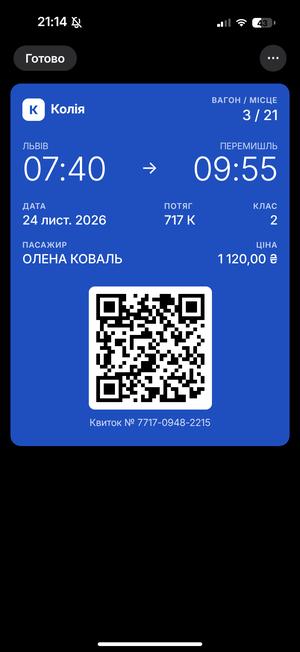 21:14
Готово
K Колія
ВАГОН / МІСЦЕ
3 / 21
ЛЬВІВ ПЕРЕМИШЛЬ
07:40 → 09:55
ДАТА ПОТЯГ КЛАС
24 лист. 2026 717 К 2
ПАСАЖИР ЦІНА
ОЛЕНА КОВАЛЬ 1 120,00 ₴
Квиток № 7717-0948-2215